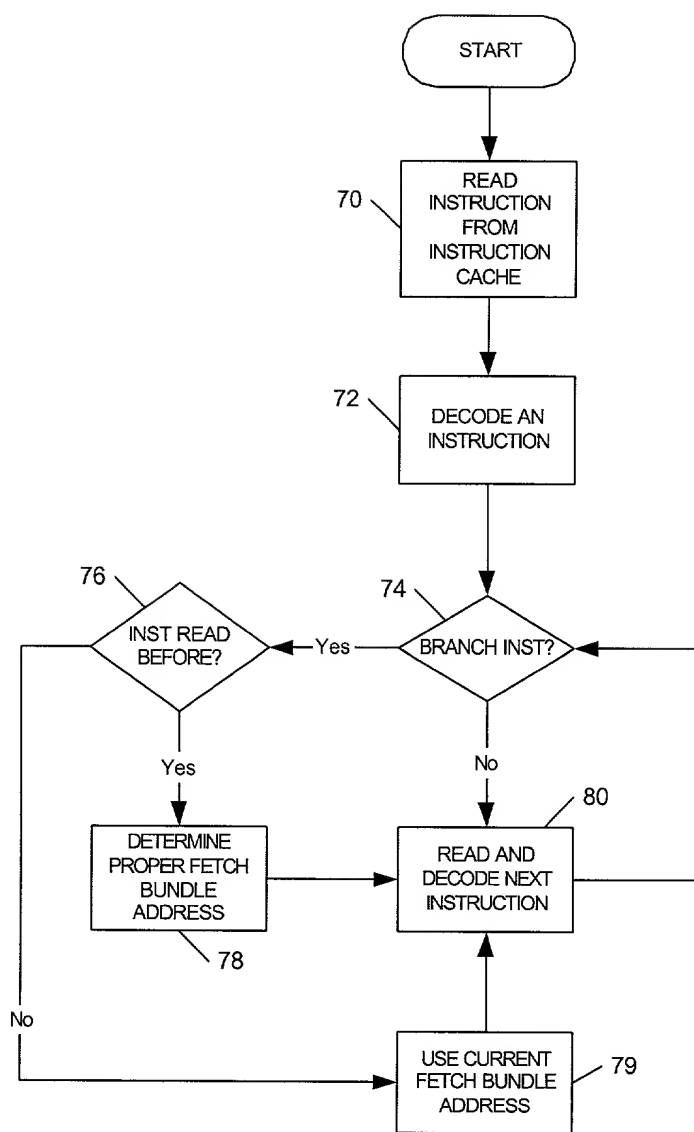 START
READ
INSTRUCTION
FROM
INSTRUCTION
CACHE
70
72
DECODE AN
INSTRUCTION
76
74
INST READ
BEFORE?
Yes
BRANCH INST?
Yes
No
80
DETERMINE
PROPER FETCH
BUNDLE
ADDRESS
READ AND
DECODE NEXT
INSTRUCTION
78
No
USE CURRENT
FETCH BUNDLE
ADDRESS
79